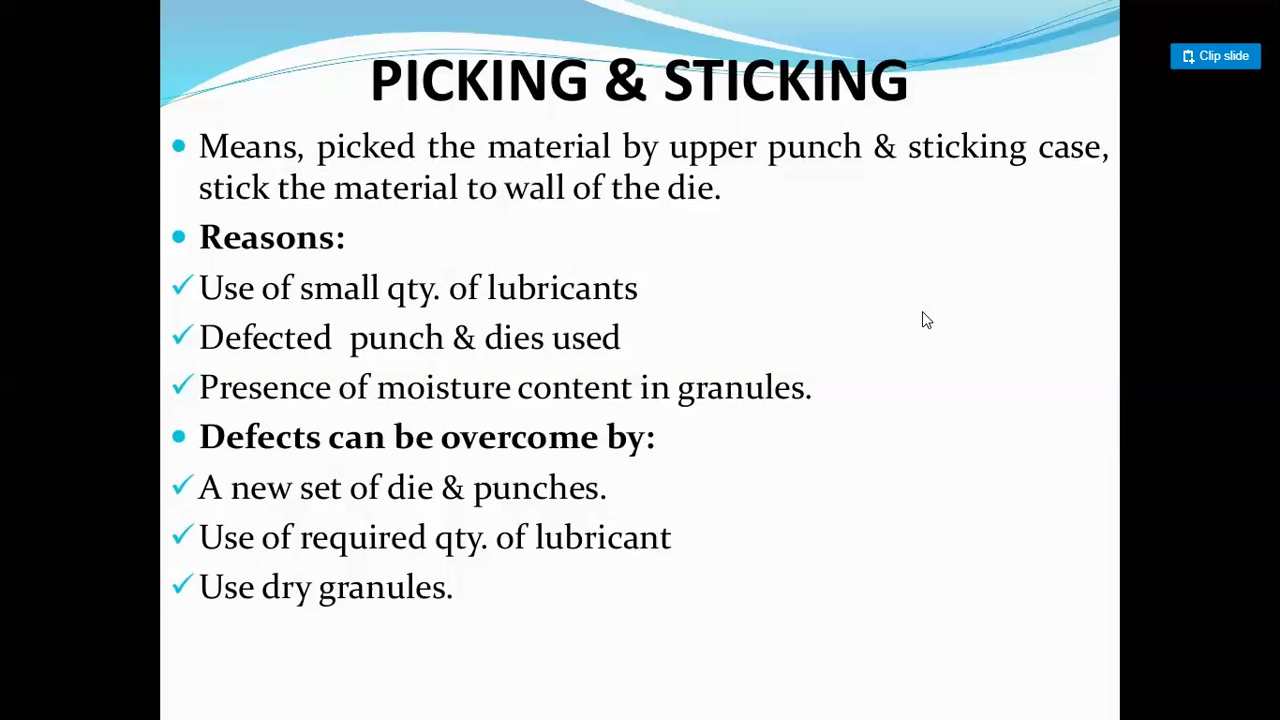 Clip slide
PICKING & STICKING
Means, picked the material by upper punch & sticking case,
stick the material to wall of the die.
Reasons:
Use of small qty. of lubricants
Defected punch & dies used
Presence of moisture content in granules.
Defects can be overcome by:
A new set of die & punches.
Use of required qty. of lubricant
Use dry granules.